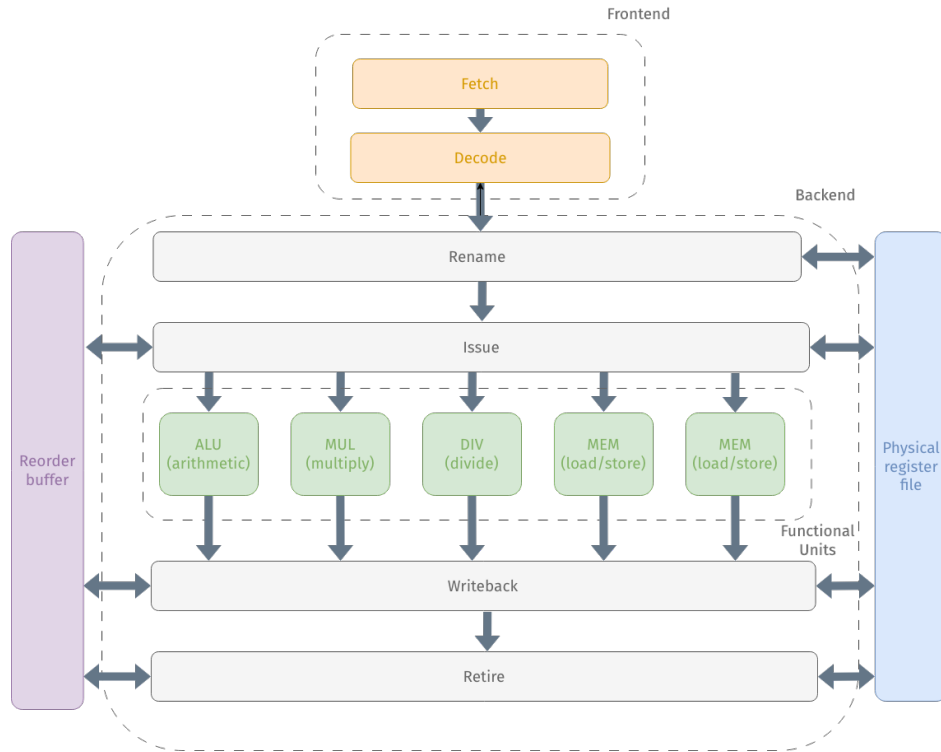 Frontend
Fetch
Decode
Backend
Rename
Issue
ALU
(arithmetic)
MUL
(multiply)
DIV
(divide)
MEM
(load/store)
MEM
(load/store)
Reorder
buffer
Physical
register
file
Functional
Units
Writeback
Retire